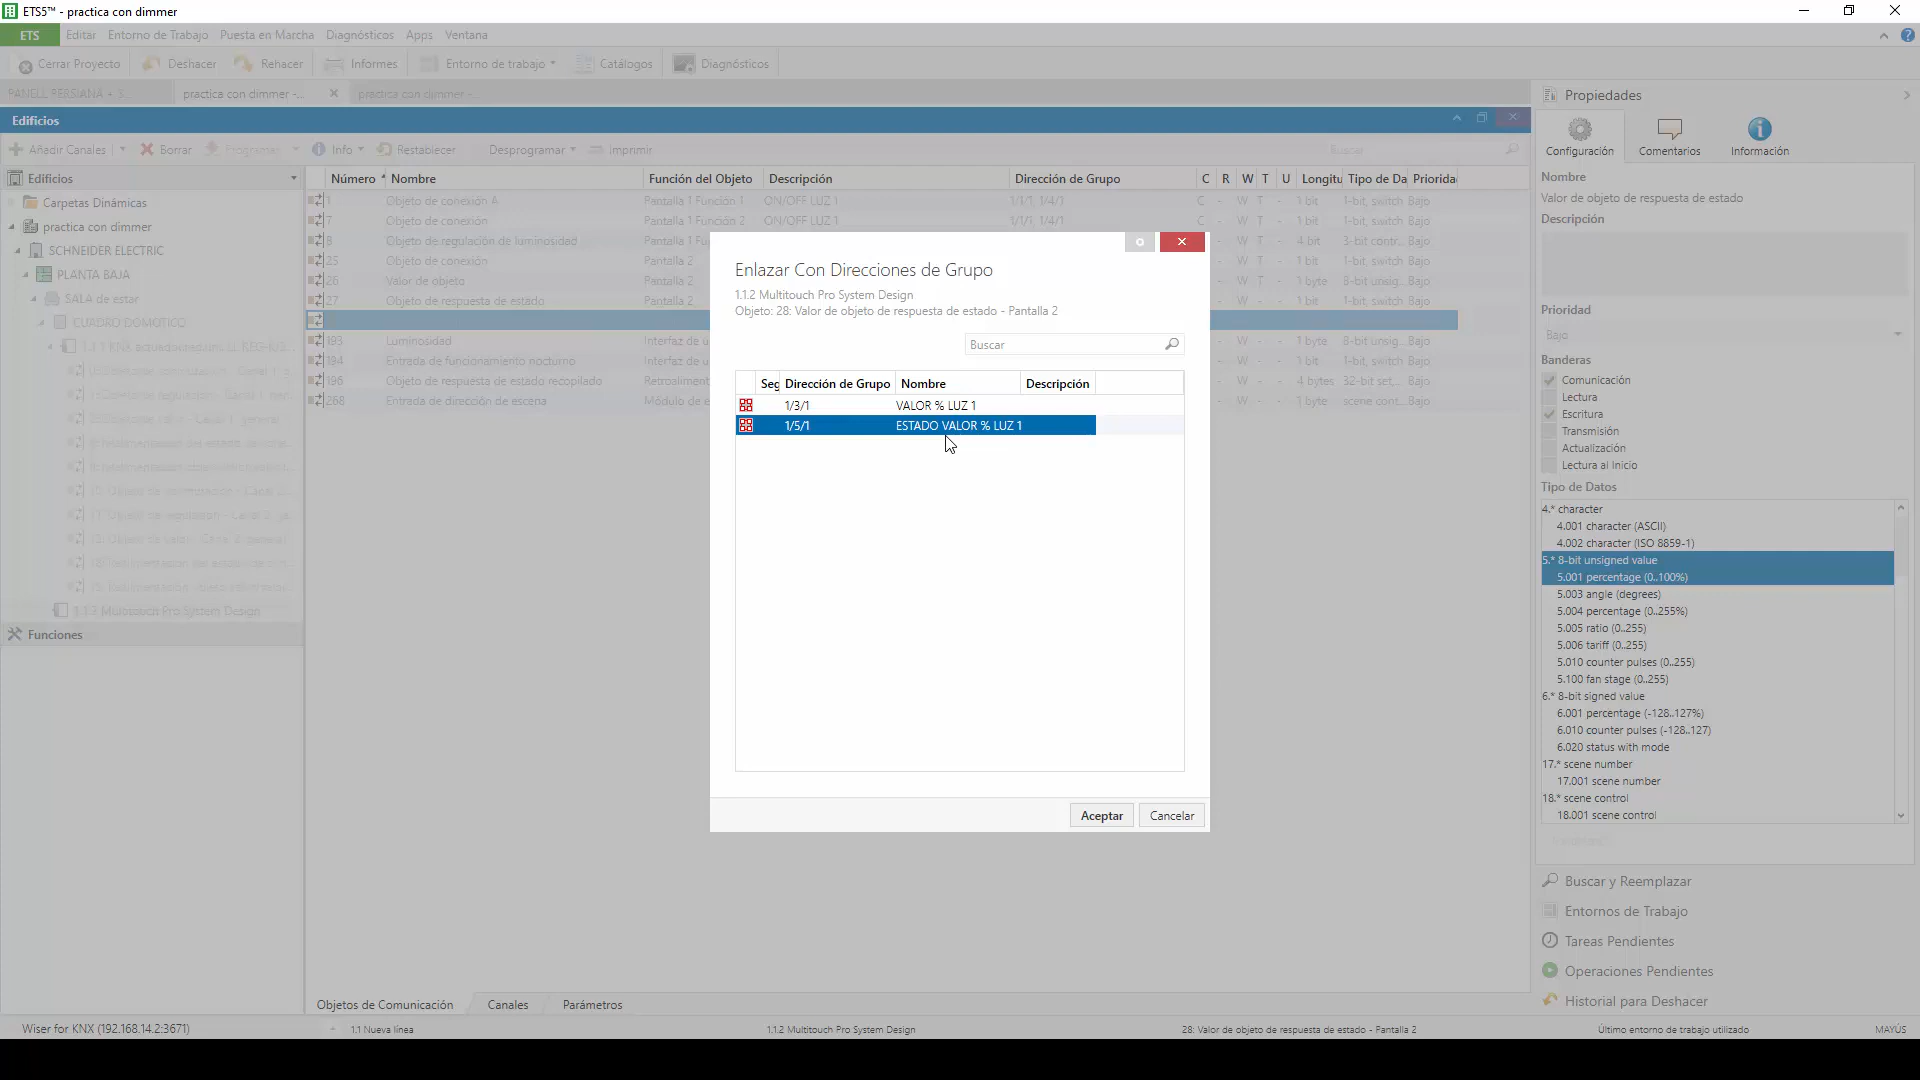 ETS5™ - practica con dimmer
ETS Editar Entorno de Trabajo Puesta en Marcha Diagnósticos Apps Ventana
Cerrar Proyecto Deshacer Rehacer Informes Entorno de trabajo Catálogos Diagnósticos
PANELL PERSIANA + S... practica con dimmer -... practica con dimmer -...
Edificios
Añadir Canales Borrar Programar Info Restablecer Desprogramar Imprimir Buscar
Edificios
Carpetas Dinámicas
practica con dimmer
SCHNEIDER ELECTRIC
PLANTA BAJA
SALA de estar
CUADRO DOMOTICO
1.1.2 Multitouch Pro System Design
Funciones
Número Nombre Función del Objeto Descripción Dirección de Grupo C R W T U Longitu Tipo de Da Priorida
1 Objeto de conexión A Pantalla 1 Función 1 ON/OFF LUZ 1 1/1/1, 1/4/1 C - W T - 1 bit 1-bit, switch Bajo
7 Objeto de conexión Pantalla 1 Función 2 ON/OFF LUZ 1 1/1/1, 1/4/1 C - W T - 1 bit 1-bit, switch Bajo
8 Objeto de regulación de luminosidad Pantalla 1 Fu - W T - 4 bit 3-bit contr... Bajo
25 Objeto de conexión Pantalla 2 - W T - 1 bit 1-bit, switch Bajo
26 Valor de objeto Pantalla 2 - W T - 1 byte 8-bit unsig... Bajo
27 Objeto de respuesta de estado Pantalla 2 - W - - 1 bit 1-bit, switch Bajo
193 Luminosidad Interfaz de u - W - - 1 byte 8-bit unsig... Bajo
194 Entrada de funcionamiento nocturno Interfaz de u - W - - 1 bit 1-bit, switch Bajo
196 Objeto de respuesta de estado recopilado Retroaliment - W - - 4 bytes 32-bit set,... Bajo
268 Entrada de dirección de escena Módulo de e - W - - 1 byte scene cont... Bajo
Enlazar Con Direcciones de Grupo
1.1.2 Multitouch Pro System Design
Objeto: 28: Valor de objeto de respuesta de estado - Pantalla 2
Buscar
Seg Dirección de Grupo Nombre Descripción
1/3/1 VALOR % LUZ 1
1/5/1 ESTADO VALOR % LUZ 1
Aceptar Cancelar
Objetos de Comunicación Canales Parámetros
Propiedades
Configuración Comentarios Información
Nombre
Valor de objeto de respuesta de estado
Descripción
Prioridad
Bajo
Banderas
Comunicación
Lectura
Escritura
Transmisión
Actualización
Lectura al Inicio
Tipo de Datos
4.* character
4.001 character (ASCII)
4.002 character (ISO 8859-1)
5.* 8-bit unsigned value
5.001 percentage (0..100%)
5.003 angle (degrees)
5.004 percentage (0..255%)
5.005 ratio (0..255)
5.006 tariff (0..255)
5.010 counter pulses (0..255)
5.100 fan stage (0..255)
6.* 8-bit signed value
6.001 percentage (-128..127%)
6.010 counter pulses (-128..127)
6.020 status with mode
17.* scene number
17.001 scene number
18.* scene control
18.001 scene control
Buscar y Reemplazar
Entornos de Trabajo
Tareas Pendientes
Operaciones Pendientes
Historial para Deshacer
Wiser for KNX (192.168.14.2:3671) 1.1 Nueva línea 1.1.2 Multitouch Pro System Design 28: Valor de objeto de respuesta de estado - Pantalla 2 Último entorno de trabajo utilizado MAYÚS